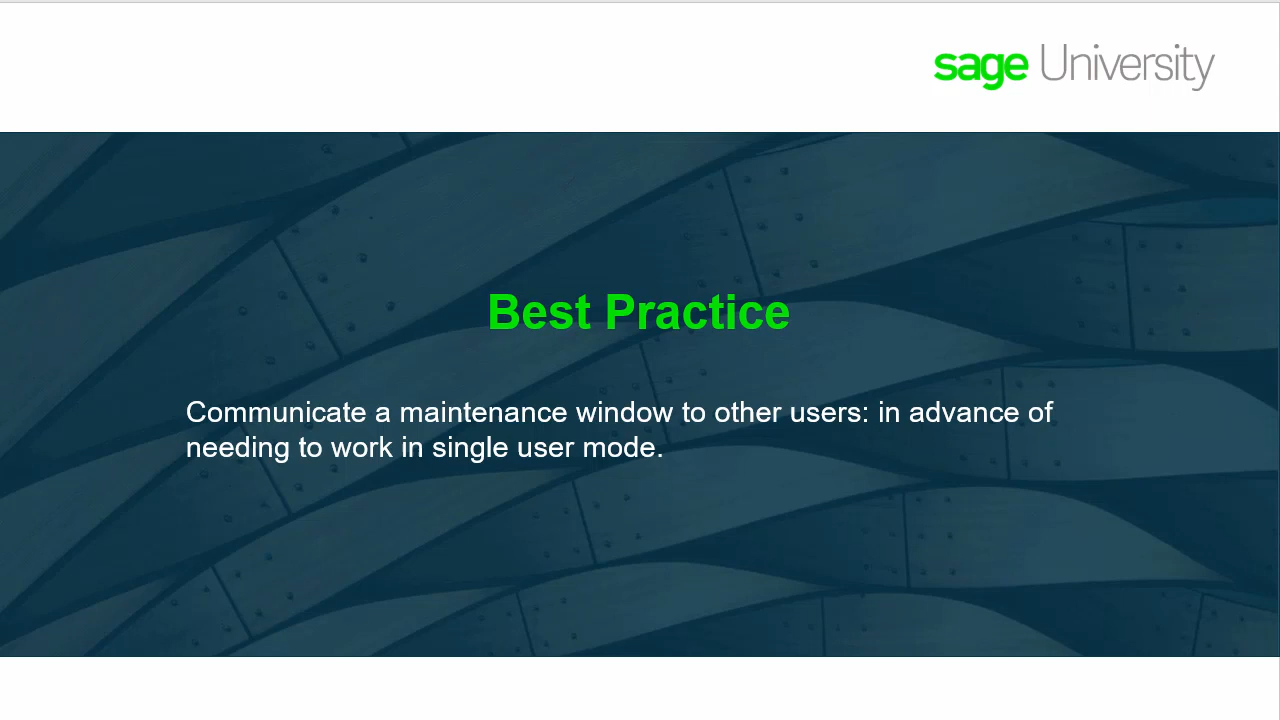 sage University
Best Practice
Communicate a maintenance window to other users: in advance of
needing to work in single user mode.